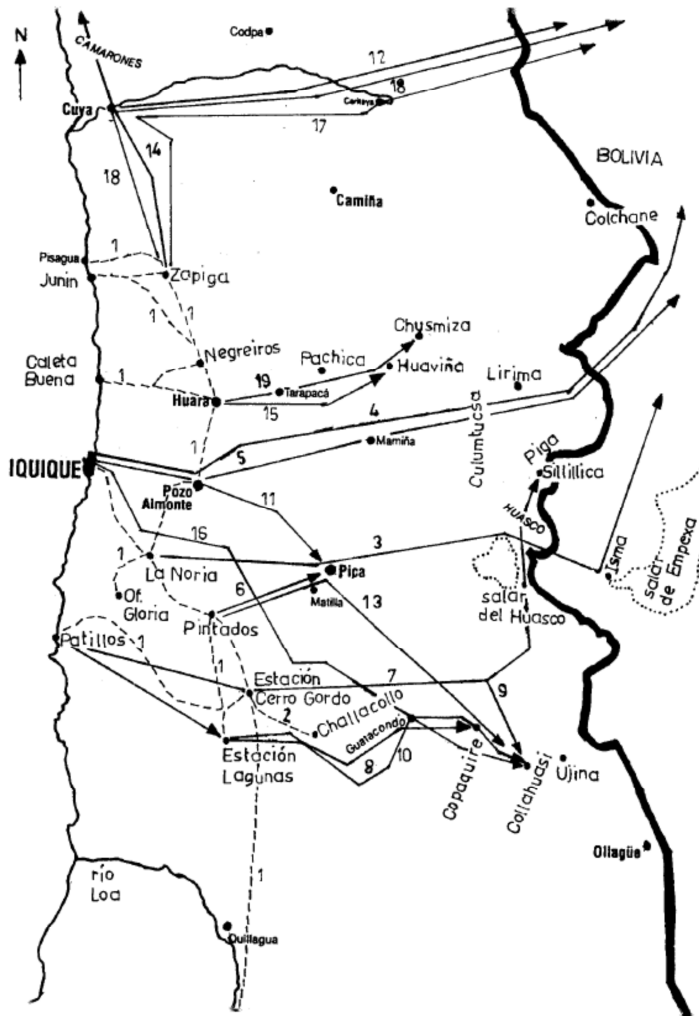 N
CAMARONES
Codpa
12
Cuya
18
Caritaya
17
14
18
BOLIVIA
Camiña
Colchane
Pisagua
1
Zapiga
Junin
1
1
Chusmiza
Negreiros
Pachica
Huaviña
Caleta
Buena
1
Huara
19
Tarapacá
15
Lirima
4
Mamiña
Culumtucsa
1
5
IQUIQUE
Pozo
Almonte
Piga
Sillillica
11
HUASCO
16
3
1
La Noria
Pica
6
Matilla
13
Isma
salar
de Empexa
Of.
Gloria
Pintados
salar
del Huasco
Patillos
1
1
Estación
Cerro Gordo
7
9
2
Challacollo
Guatacondo
Estación
Lagunas
8
10
Copaquire
Collahuasi
Ujina
Ollagüe
río
Loa
1
Quillagua